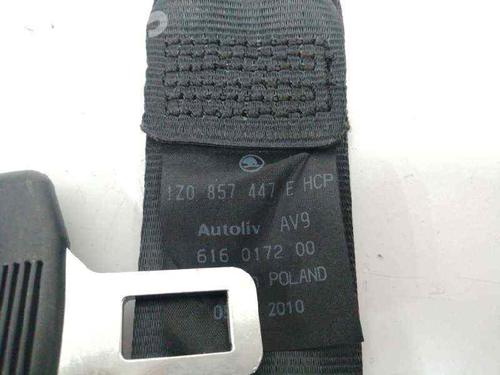 1Z0 857 447 E HCP
Autoliv AV9
616 0172 00
POLAND
2010